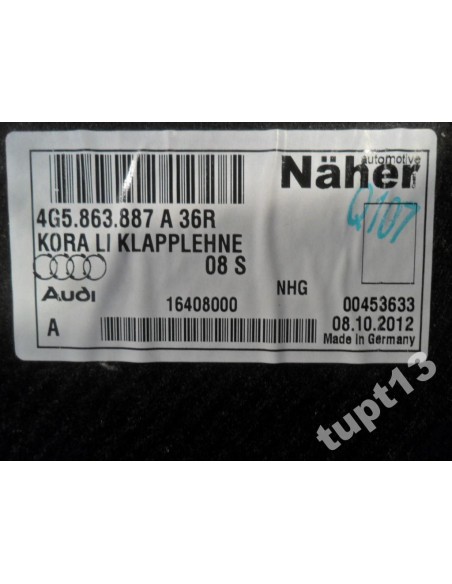 automotive
Näher
4G5.863.887 A 36R
KORA LI KLAPPLEHNE
08 S
Q107
Audi
16408000
NHG
00453633
A
08.10.2012
Made in Germany
tupt13